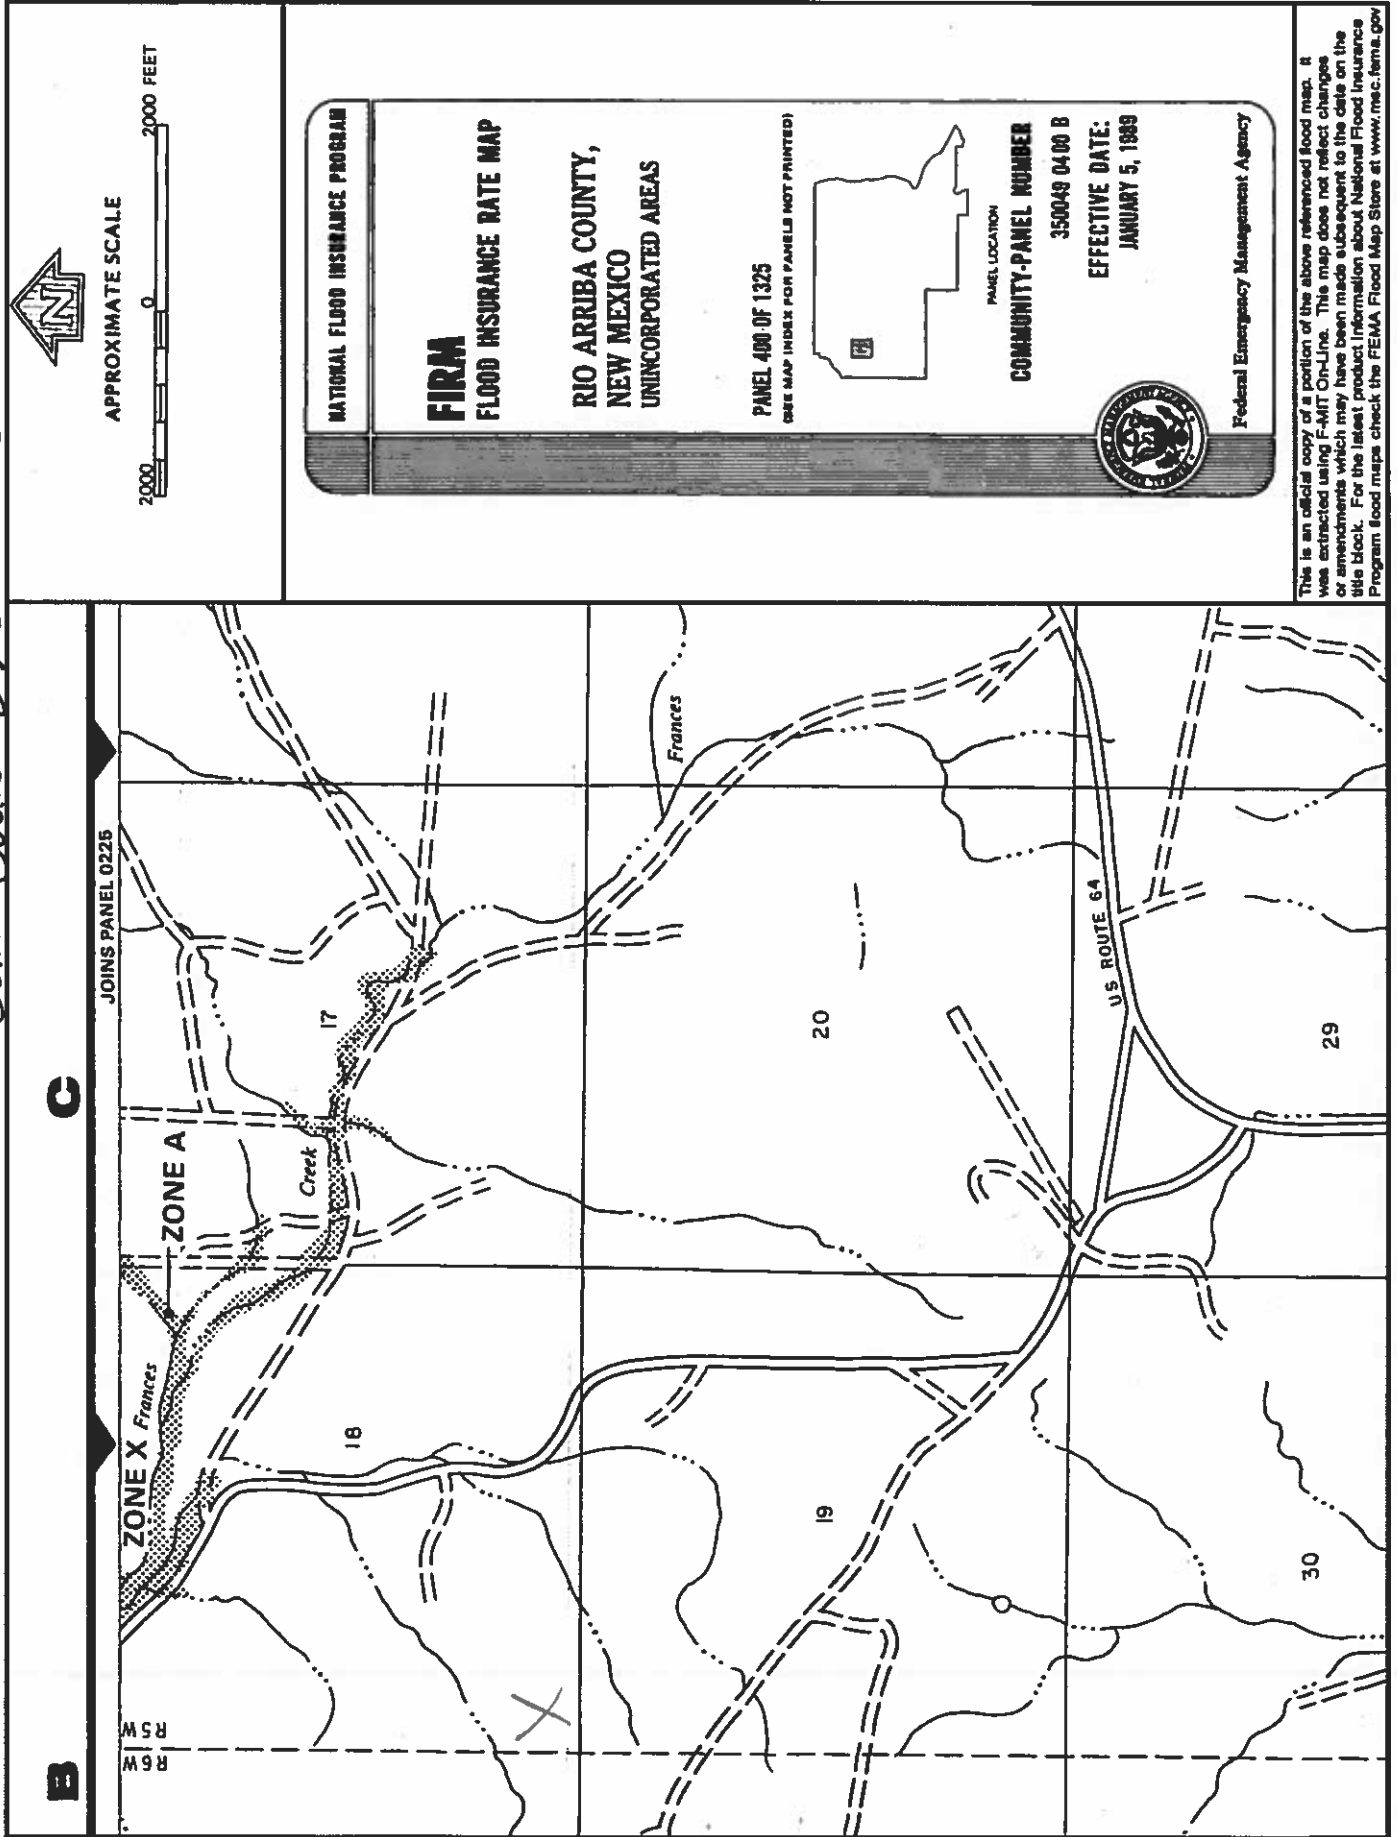 B
C
JOINS PANEL 0225
R6W
R5W
ZONE X
Frances
ZONE A
Creek
17
18
Frances
19
20
US ROUTE 64
29
30
N
APPROXIMATE SCALE
2000 0 2000 FEET
NATIONAL FLOOD INSURANCE PROGRAM
FIRM
FLOOD INSURANCE RATE MAP
RIO ARRIBA COUNTY,
NEW MEXICO
UNINCORPORATED AREAS
PANEL 400 OF 1325
(SEE MAP INDEX FOR PANELS NOT PRINTED)
PANEL LOCATION
COMMUNITY-PANEL NUMBER
350049 0400 B
EFFECTIVE DATE:
JANUARY 5, 1989
Federal Emergency Management Agency
This is an official copy of a portion of the above referenced flood map. It
was extracted using F-MIT On-Line. This map does not reflect changes
or amendments which may have been made subsequent to the date on the
title block. For the latest product information about National Flood Insurance
Program flood maps check the FEMA Flood Map Store at www.msc.fema.gov